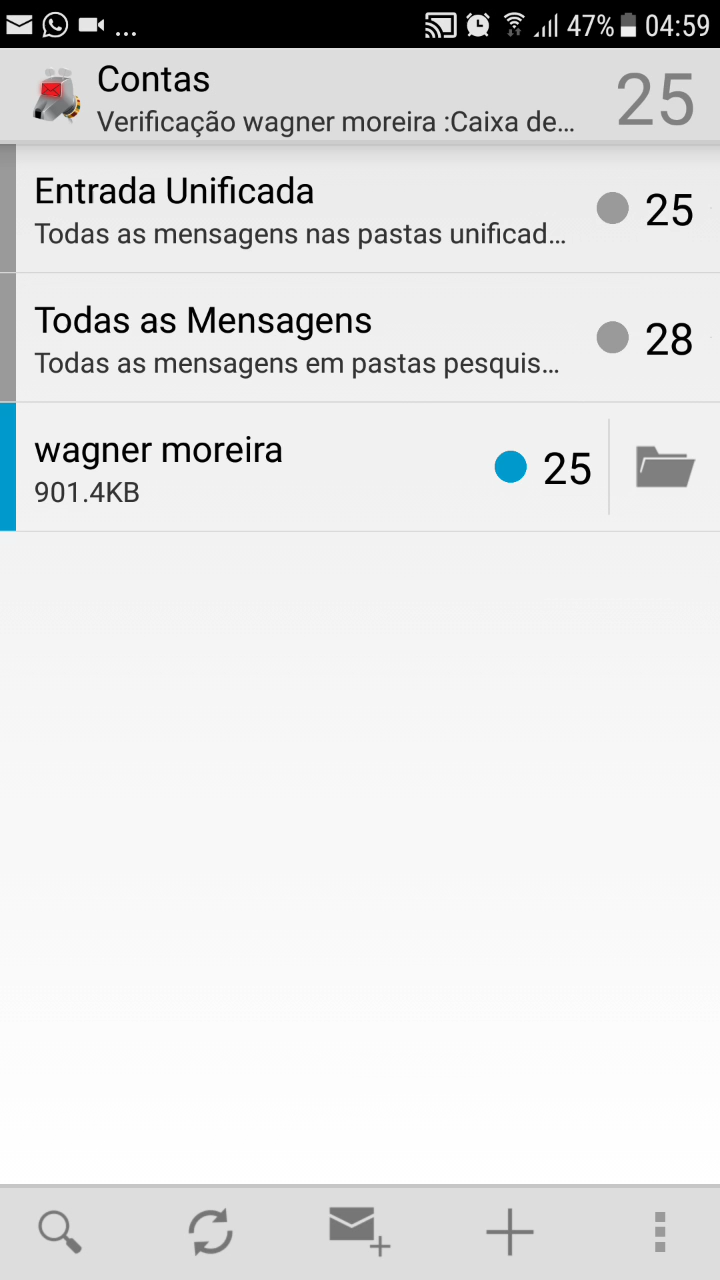 ... 47% 04:59
Contas 25
Verificação wagner moreira :Caixa de...
Entrada Unificada 25
Todas as mensagens nas pastas unificad...
Todas as Mensagens 28
Todas as mensagens em pastas pesquis...
wagner moreira 25
901.4KB